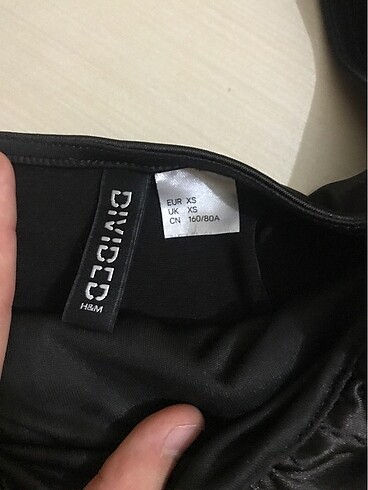 DIVIDED
H&M
EUR XS
UK XS
CN 160/80A